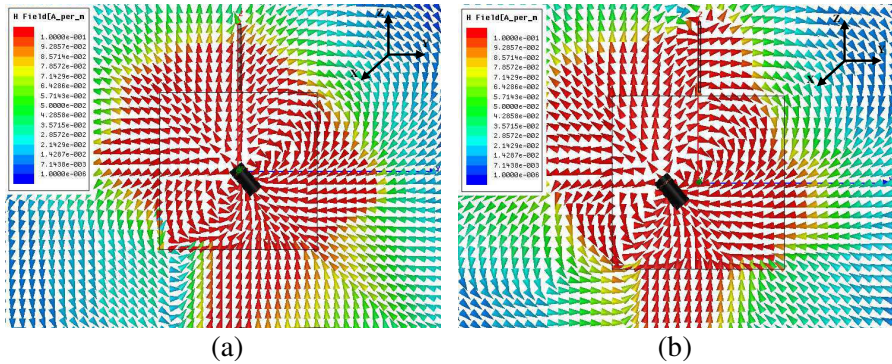 H Field[A_per_m
1.0000e-001
9.2857e-002
8.5714e-002
7.8572e-002
7.1429e-002
6.4286e-002
5.7143e-002
5.0000e-002
4.2858e-002
3.5715e-002
2.8572e-002
2.1429e-002
1.4287e-002
7.1438e-003
1.0000e-006
Z
X
(a)
H Field[A_per_m
1.0000e-001
9.2857e-002
8.5714e-002
7.8572e-002
7.1429e-002
6.4286e-002
5.7143e-002
5.0000e-002
4.2858e-002
3.5715e-002
2.8572e-002
2.1429e-002
1.4287e-002
7.1438e-003
1.0000e-006
Z
Y
X
(b)